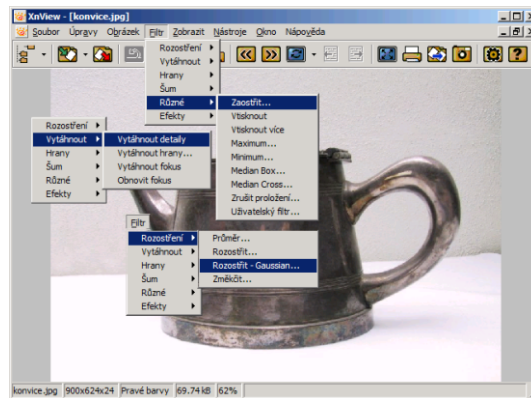 XnView - [konvice.jpg]
Soubor Úpravy Obrázek Filtr Zobrazit Nástroje Okno Nápověda
Rozostření
Vytáhnout
Hrany
Šum
Různé
Efekty
Zaostřit...
Vtisknout
Vtisknout více
Maximum...
Minimum...
Median Box...
Median Cross...
Zrušit proložení...
Uživatelský filtr...
Rozostření
Vytáhnout
Hrany
Šum
Různé
Efekty
Vytáhnout detaily
Vytáhnout hrany...
Vytáhnout fokus
Obnovit fokus
Filtr
Rozostření
Vytáhnout
Hrany
Šum
Různé
Efekty
Průměr...
Rozostřit...
Rozostřit - Gaussian...
Změkčit...
konvice.jpg 900x624x24 Pravé barvy 69.74 kB 62%